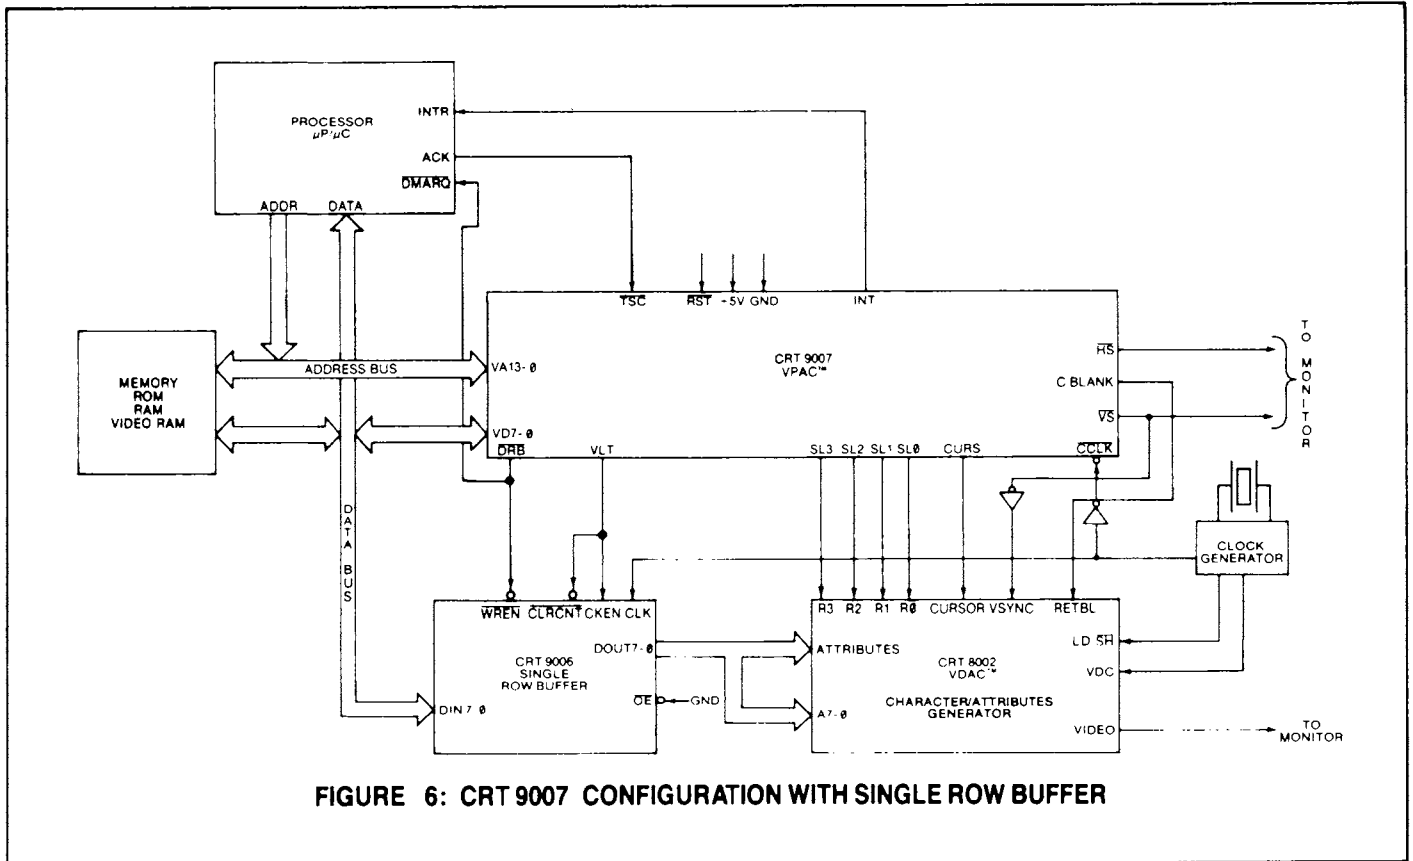 PROCESSOR
µP/µC
INTR
ACK
DMARQ
ADDR DATA
TSC RST -5V GND INT
MEMORY
ROM
RAM
VIDEO RAM
ADDRESS BUS
VA13-0
VD7-0
CRT 9007
VPAC™
HS
C BLANK
VS
TO MONITOR
DRB VLT SL3 SL2 SL1 SL0 CURS CCLK
DATA BUS
CLOCK
GENERATOR
WREN CLRCNT CKEN CLK
DOUT7-0
CRT 9006
SINGLE
ROW BUFFER
OE GND
DIN 7 0
R3 R2 R1 R0 CURSOR VSYNC RETBL
ATTRIBUTES
LD SH
CRT 8002
VDAC™
VDC
CHARACTER/ATTRIBUTES
GENERATOR
A7-0
VIDEO
TO
MONITOR
FIGURE 6: CRT 9007 CONFIGURATION WITH SINGLE ROW BUFFER